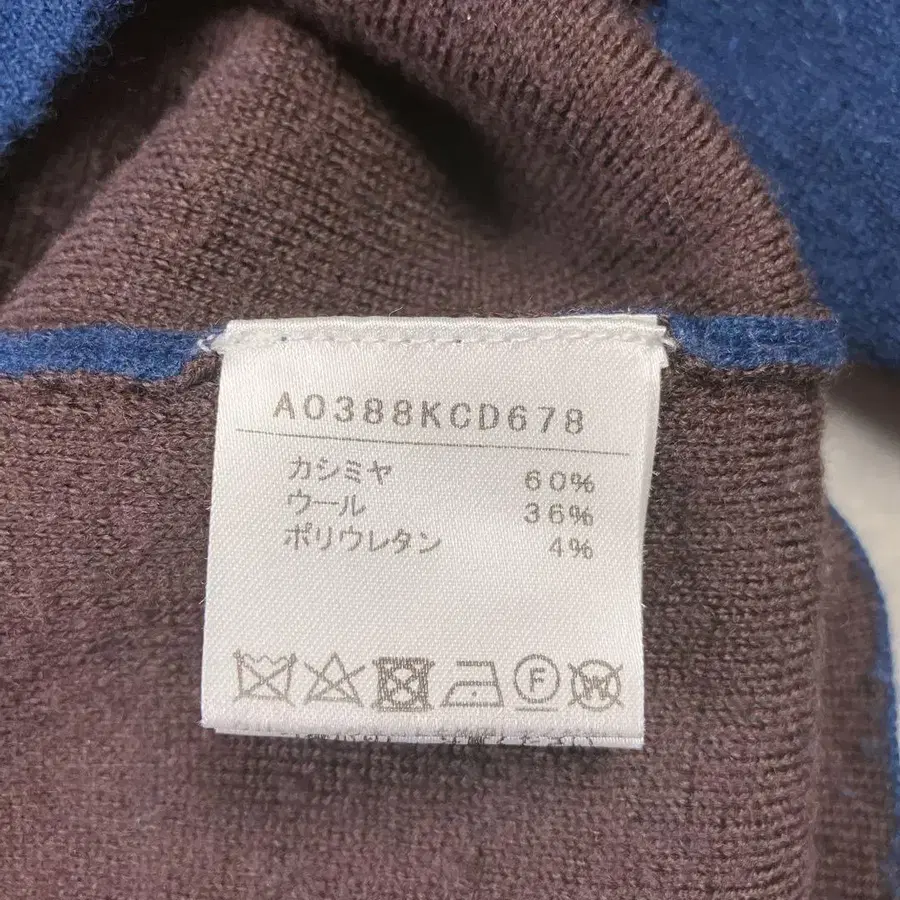 A0388KCD678
カシミヤ 60%
ウール 36%
ポリウレタン 4%
F W